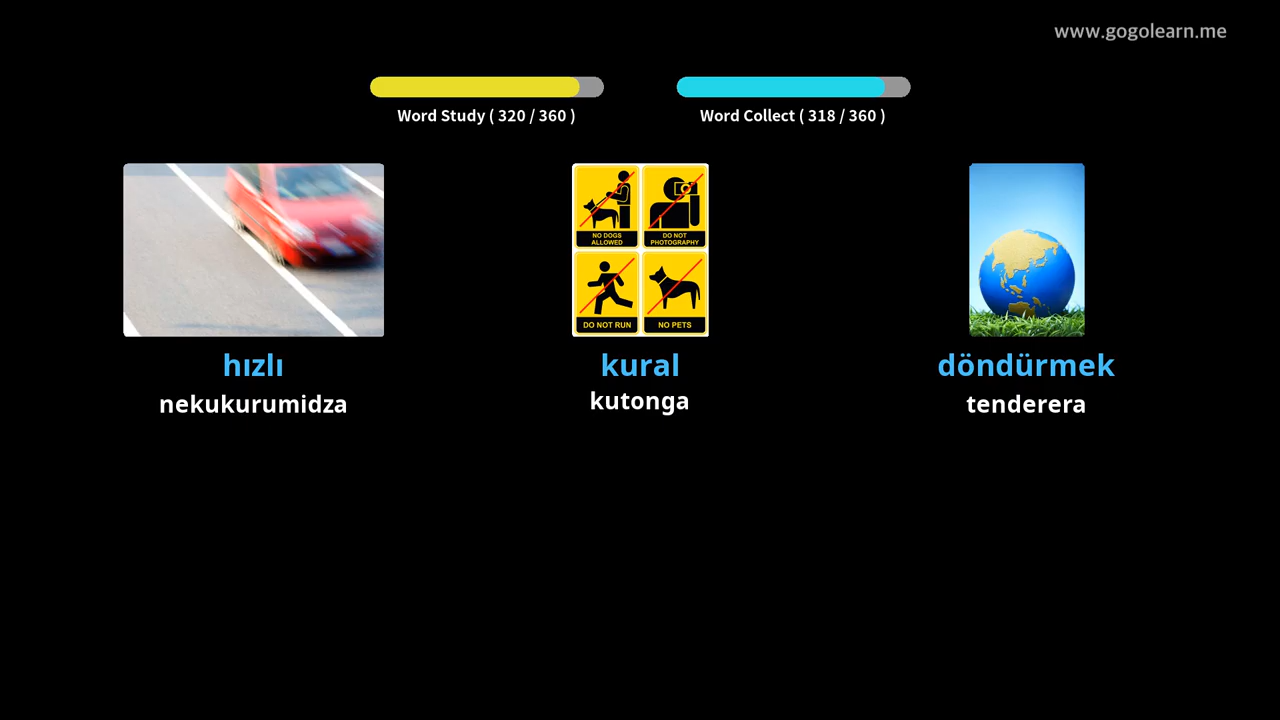 www.gogolearn.me
Word Study ( 320 / 360 )
Word Collect ( 318 / 360 )
NO DOGS
ALLOWED
DO NOT
PHOTOGRAPHY
DO NOT RUN
NO PETS
hızlı
kural
döndürmek
nekukurumidza
kutonga
tenderera